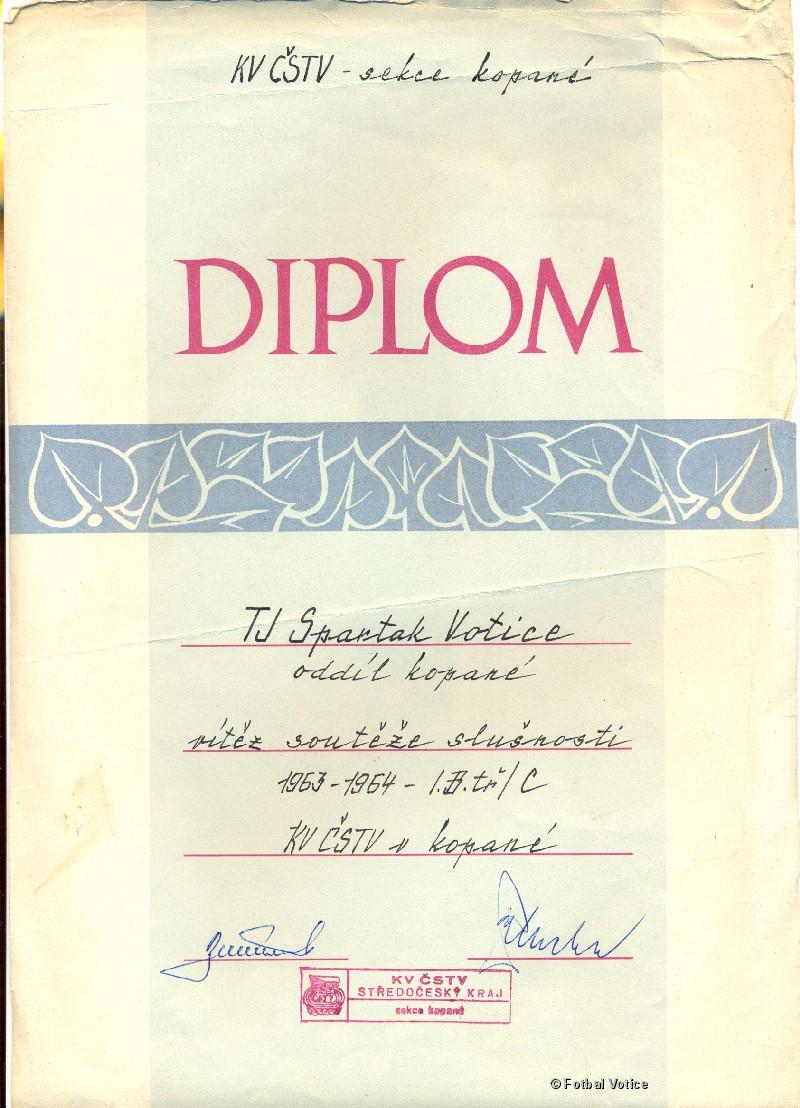 KV ČSTV - sekce kopané
DIPLOM
TJ Spartak Votice
oddíl kopané
vítěz soutěže slušnosti
1963-1964 - I.B.tř/C
KV ČSTV v kopané
KV ČSTV
STŘEDOČESKÝ KRAJ
sekce kopané
© Fotbal Votice